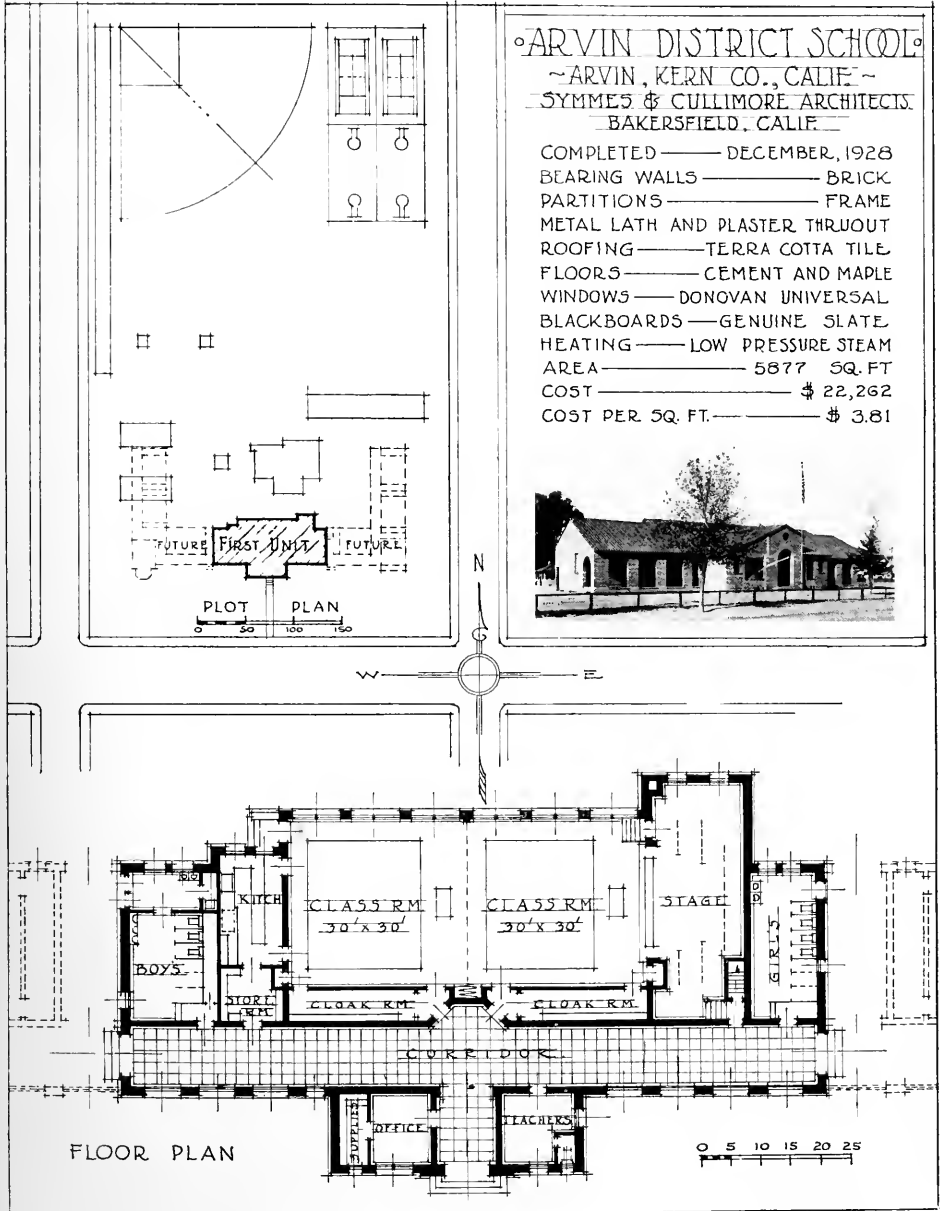 ARVIN DISTRICT SCHOOL
~ARVIN, KERN CO., CALIF.~
SYMMES & CULLIMORE ARCHITECTS.
BAKERSFIELD, CALIF.
COMPLETED — DECEMBER, 1928
BEARING WALLS — BRICK
PARTITIONS — FRAME
METAL LATH AND PLASTER THRUOUT
ROOFING — TERRA COTTA TILE
FLOORS — CEMENT AND MAPLE
WINDOWS — DONOVAN UNIVERSAL
BLACKBOARDS — GENUINE SLATE
HEATING — LOW PRESSURE STEAM
AREA — 5877 SQ. FT
COST — $ 22,262
COST PER SQ. FT. — $ 3.81
FUTURE FIRST UNIT FUTURE
PLOT PLAN
0 50 100 150
N
W E
KITCH
CLASS RM
30' x 30'
CLASS RM
30' x 30'
STAGE
GIRLS
BOYS
STORE
RM
CLOAK RM
CLOAK RM
CORRIDOR
SUPPLIES
OFFICE
TEACHERS
FLOOR PLAN
0 5 10 15 20 25